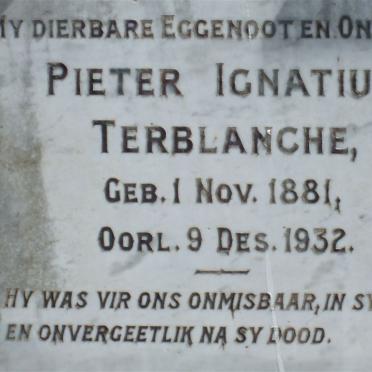 MY DIERBARE EGGENOOT EN ON
PIETER IGNATIU
TERBLANCHE,
GEB. 1 NOV. 1881,
OORL. 9 DES. 1932.
HY WAS VIR ONS ONMISBAAR, IN SY
EN ONVERGEETLIK NA SY DOOD.